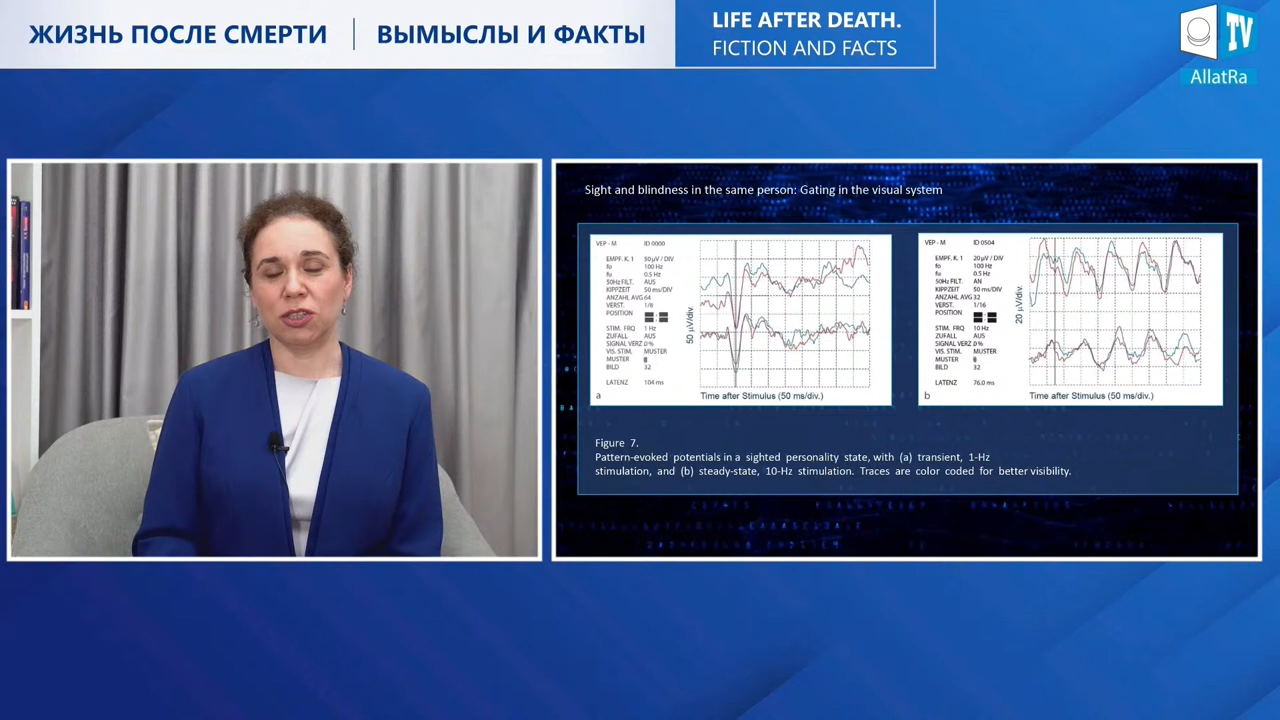 ЖИЗНЬ ПОСЛЕ СМЕРТИ
ВЫМЫСЛЫ И ФАКТЫ
LIFE AFTER DEATH.
FICTION AND FACTS
TV
AllatRa
Sight and blindness in the same person: Gating in the visual system
VEP - M ID 0000
EMPF. K. 1 50 µV / DIV
fo 100 Hz
fu 0.5 Hz
50Hz FILT. AUS
KIPPZEIT 50 ms/DIV
ANZAHL AVG 64
VERST. 1/6
POSITION
STIM. FRQ 1 Hz
ZUFALL AUS
SIGNAL VERZ 0 %
VIS. STIM. MUSTER
MUSTER
BILD 32
LATENZ 104 ms
50 µV/div
Time after Stimulus (50 ms/div.)
a
VEP - M ID 0504
EMPF. K. 1 20 µV / DIV
fo 100 Hz
fu 0.5 Hz
50Hz FILT. AN
KIPPZEIT 50 ms/DIV
ANZAHL AVG 32
VERST. 1/16
POSITION
STIM. FRQ 10 Hz
ZUFALL AUS
SIGNAL VERZ 0 %
VIS. STIM. MUSTER
MUSTER
BILD 32
LATENZ 76.0 ms
20 µV/div.
Time after Stimulus (50 ms/div.)
b
Figure 7.
Pattern-evoked potentials in a sighted personality state, with (a) transient, 1-Hz
stimulation, and (b) steady-state, 10-Hz stimulation. Traces are color coded for better visibility.